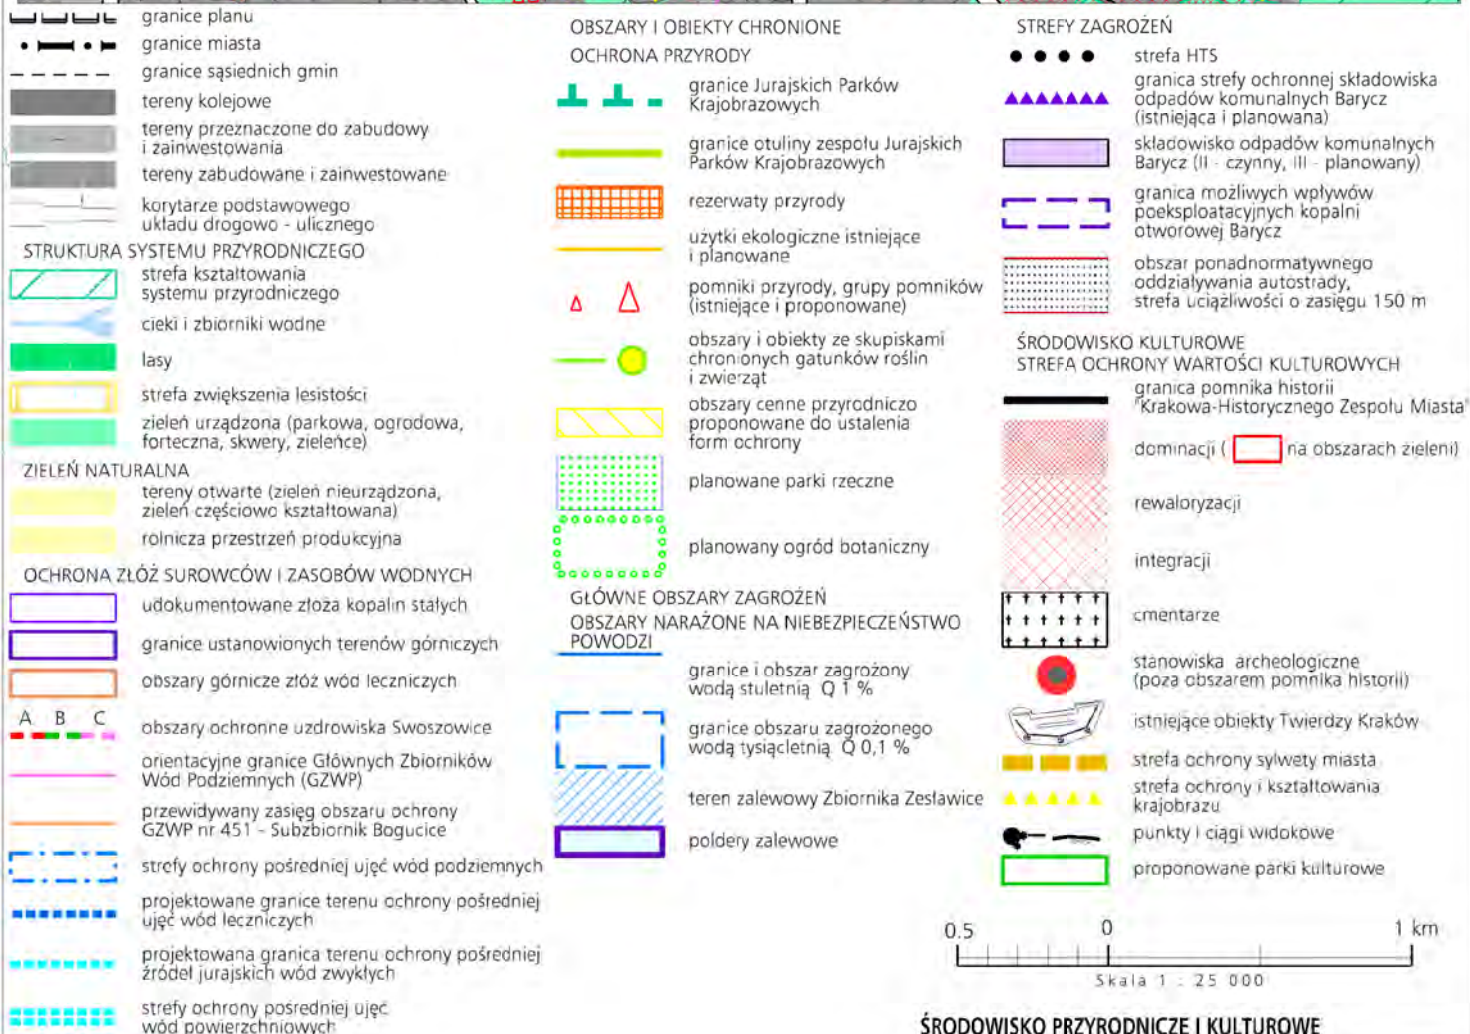 granice planu
granice miasta
granice sąsiednich gmin
tereny kolejowe
tereny przeznaczone do zabudowy
i zainwestowania
tereny zabudowane i zainwestowane
korytarze podstawowego
układu drogowo - ulicznego
STRUKTURA SYSTEMU PRZYRODNICZEGO
strefa kształtowania
systemu przyrodniczego
cieki i zbiorniki wodne
lasy
strefa zwiększenia lesistości
zieleń urządzona (parkowa, ogrodowa,
forteczna, skwery, zieleńce)
ZIELEŃ NATURALNA
tereny otwarte (zieleń nieurządzona,
zieleń częściowo kształtowana)
rolnicza przestrzeń produkcyjna
OCHRONA ZŁÓŻ SUROWCÓW I ZASOBÓW WODNYCH
udokumentowane złoża kopalin stałych
granice ustanowionych terenów górniczych
obszary górnicze złóż wód leczniczych
A B C
obszary ochronne uzdrowiska Swoszowice
orientacyjne granice Głównych Zbiorników
Wód Podziemnych (GZWP)
przewidywany zasięg obszaru ochrony
GZWP nr 451 - Subzbiornik Bogucice
strefy ochrony pośredniej ujęć wód podziemnych
projektowane granice terenu ochrony pośredniej
ujęć wód leczniczych
projektowana granica terenu ochrony pośredniej
źródeł jurajskich wód zwykłych
strefy ochrony posredniej ujęć
wód powierzchniowych
OBSZARY I OBIEKTY CHRONIONE
OCHRONA PRZYRODY
granice Jurajskich Parków
Krajobrazowych
granice otuliny zespołu Jurajskich
Parków Krajobrazowych
rezerwaty przyrody
użytki ekologiczne istniejące
i planowane
pomniki przyrody, grupy pomników
(istniejące i proponowane)
obszary i obiekty ze skupiskami
chronionych gatunków roślin
i zwierząt
obszary cenne przyrodniczo
proponowane do ustalenia
form ochrony
planowane parki rzeczne
planowany ogród botaniczny
GŁÓWNE OBSZARY ZAGROŻEŃ
OBSZARY NARAŻONE NA NIEBEZPIECZEŃSTWO
POWODZI
granice i obszar zagrożony
wodą stuletnią Q 1 %
granice obszaru zagrożonego
wodą tysiącletnią Q 0,1 %
teren zalewowy Zbiornika Zesławice
poldery zalewowe
STREFY ZAGROŻEŃ
strefa HTS
granica strefy ochronnej składowiska
odpadów komunalnych Barycz
(istniejąca i planowana)
składowisko odpadów komunalnych
Barycz (II - czynny, III - planowany)
granica możliwych wpływów
poeksploatacyjnych kopalni
otworowej Barycz
obszar ponadnormatywnego
oddziaływania autostrady,
strefa uciążliwości o zasięgu 150 m
ŚRODOWISKO KULTUROWE
STREFA OCHRONY WARTOŚCI KULTUROWYCH
granica pomnika historii
"Krakowa-Historycznego Zespołu Miasta"
dominacji ( na obszarach zieleni)
rewaloryzacji
integracji
cmentarze
stanowiska archeologiczne
(poza obszarem pomnika historii)
istniejące obiekty Twierdzy Kraków
strefa ochrony sylwety miasta
strefa ochrony i kształtowania
krajobrazu
punkty i ciągi widokowe
proponowane parki kulturowe
0.5 0 1 km
Skala 1 : 25 000
ŚRODOWISKO PRZYRODNICZE I KULTUROWE